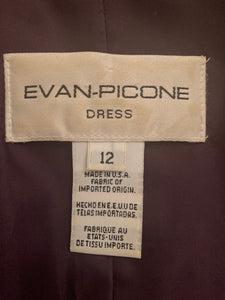 EVAN-PICONE
DRESS
12
MADE IN U.S.A.
FABRIC OF
IMPORTED ORIGIN.
HECHO EN E.U.U DE
TELAS IMPORTADAS.
FABRIQUE AU
ETATS-UNIS
DE TISSU IMPORTE.